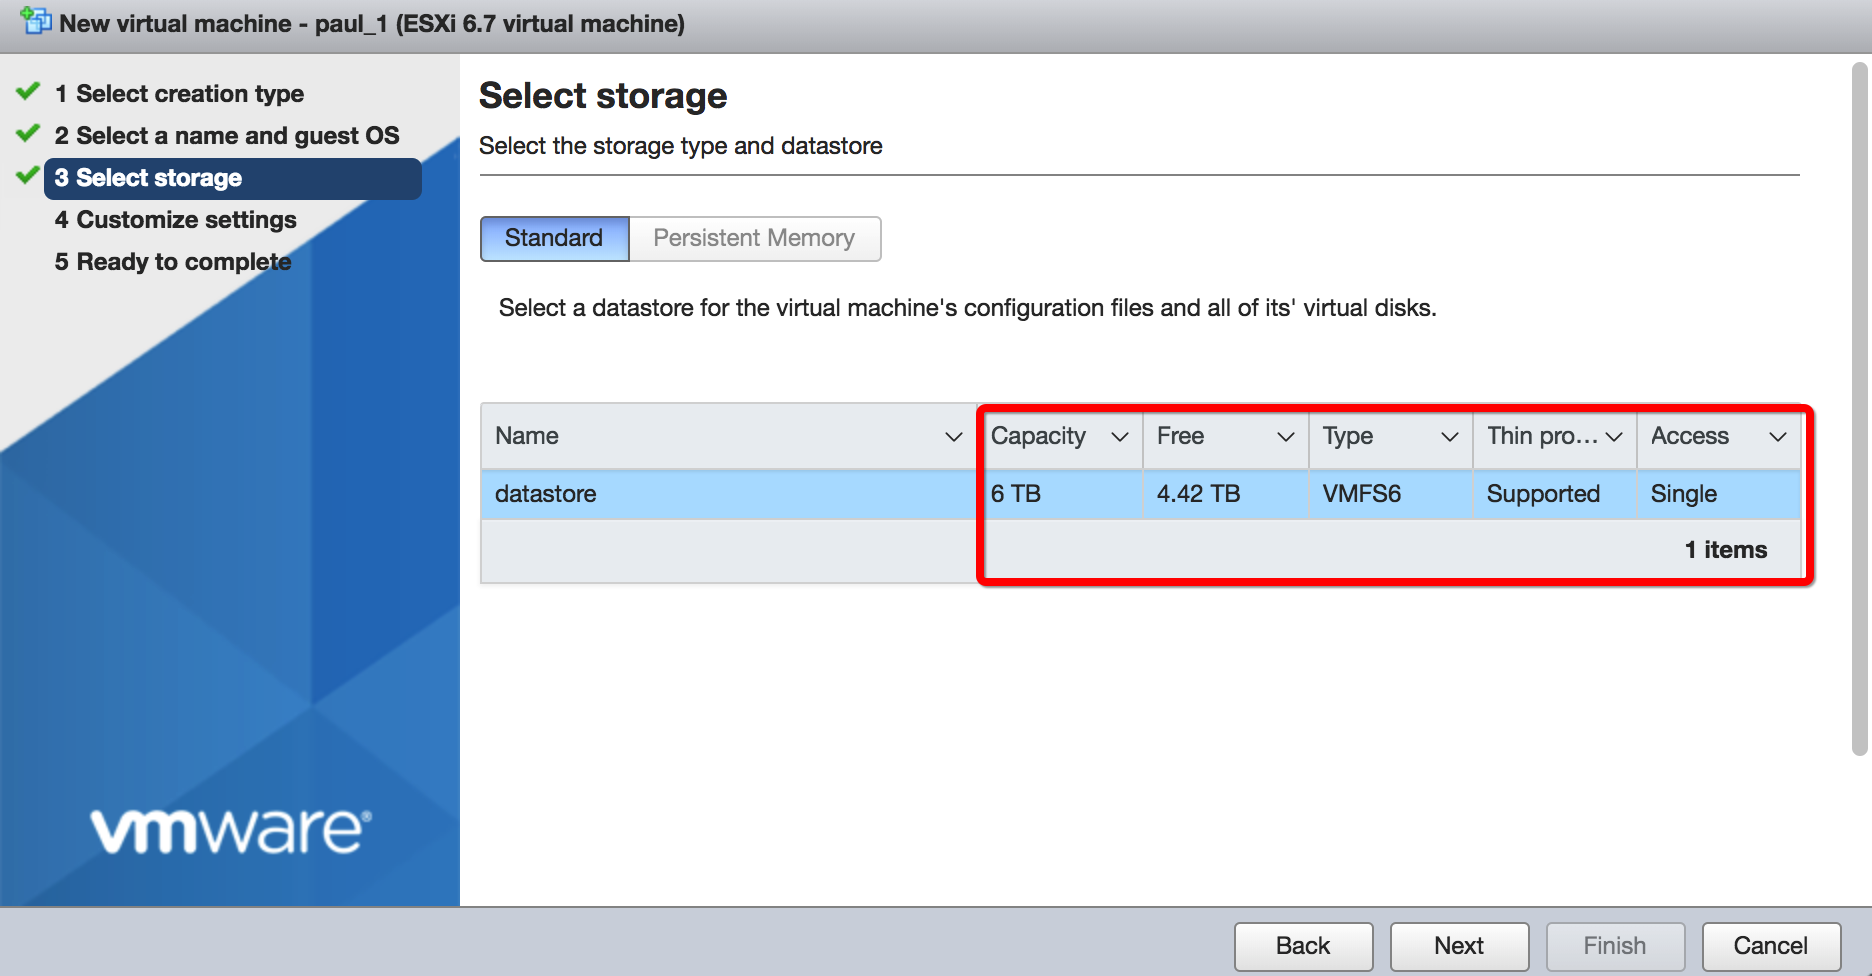 New virtual machine - paul_1 (ESXi 6.7 virtual machine)
1 Select creation type
2 Select a name and guest OS
3 Select storage
4 Customize settings
5 Ready to complete
vmware®
Select storage
Select the storage type and datastore
Standard Persistent Memory
Select a datastore for the virtual machine's configuration files and all of its' virtual disks.
Name Capacity Free Type Thin pro... Access
datastore 6 TB 4.42 TB VMFS6 Supported Single
1 items
Back Next Finish Cancel